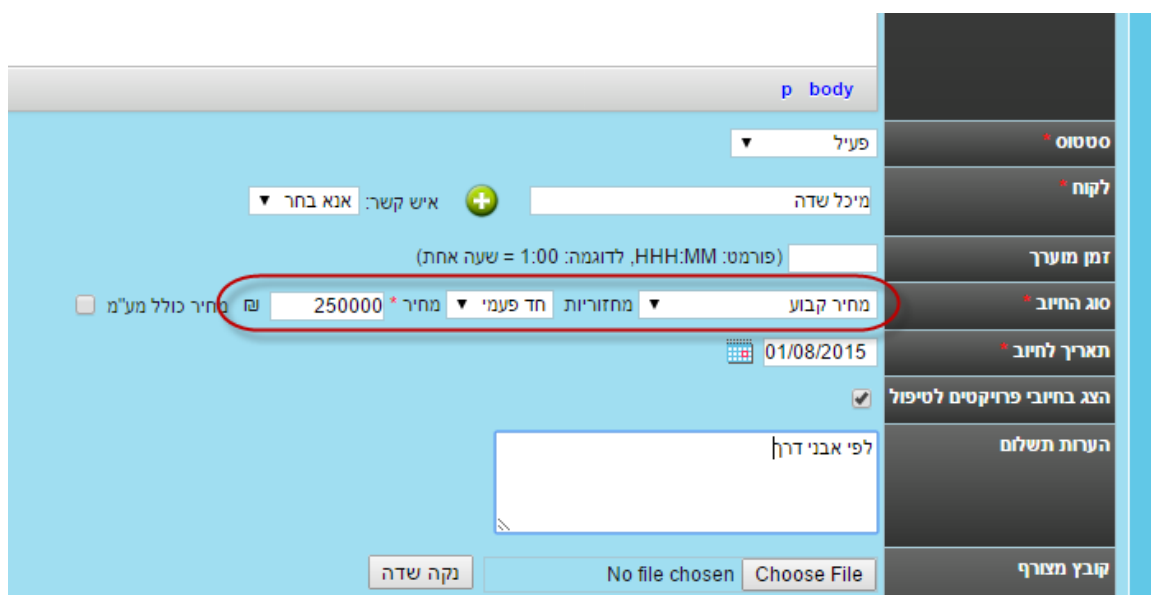 body p
סטטוס * פעיל
לקוח * מיכל שדה איש קשר: אנא בחר
זמן מוערך (פורמט: HHH:MM, לדוגמה: 1:00 = שעה אחת)
סוג החיוב * מחיר קבוע מחזוריות חד פעמי מחיר * 250000 ₪ מחיר כולל מע"מ
תאריך לחיוב * 01/08/2015
הצג בחיובי פרויקטים לטיפול
הערות תשלום לפי אבני דרך
קובץ מצורף Choose File No file chosen נקה שדה